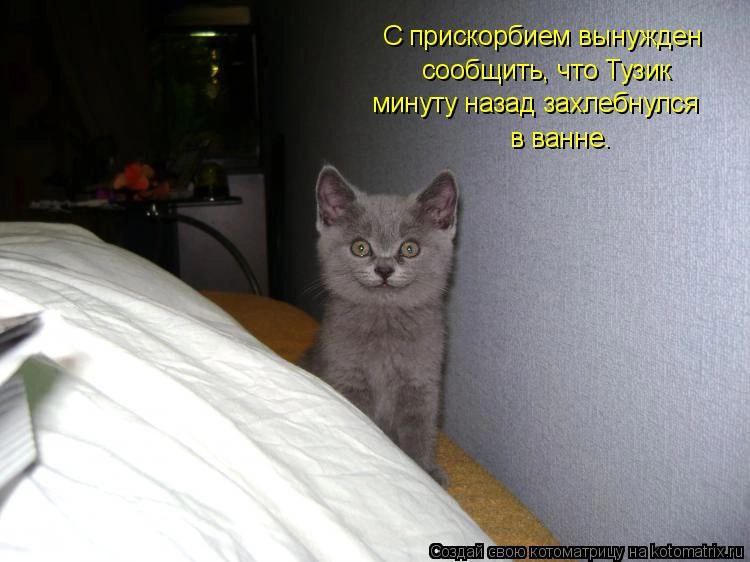 С прискорбием вынужден
сообщить, что Тузик
минуту назад захлебнулся
в ванне.
Создай свою котоматрицу на kotomatrix.ru